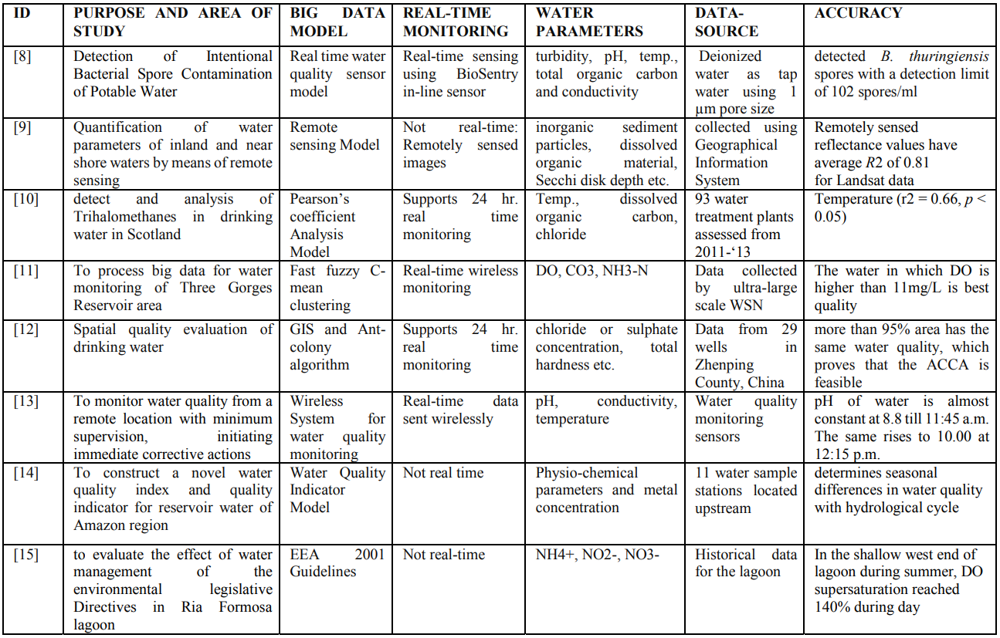 ID
PURPOSE AND AREA OF
STUDY
BIG DATA
MODEL
REAL-TIME
MONITORING
WATER
PARAMETERS
DATA-
SOURCE
ACCURACY
[8]
Detection of Intentional
Bacterial Spore Contamination
of Potable Water
Real time water
quality sensor
model
Real-time sensing
using BioSentry
in-line sensor
turbidity, pH, temp.,
total organic carbon
and conductivity
Deionized
water as tap
water using 1
µm pore size
detected B. thuringiensis
spores with a detection limit
of 102 spores/ml
[9]
Quantification of water
parameters of inland and near
shore waters by means of remote
sensing
Remote
sensing Model
Not real-time:
Remotely sensed
images
inorganic sediment
particles, dissolved
organic material,
Secchi disk depth etc.
collected using
Geographical
Information
System
Remotely sensed
reflectance values have
average R2 of 0.81
for Landsat data
[10]
detect and analysis of
Trihalomethanes in drinking
water in Scotland
Pearson’s
coefficient
Analysis
Model
Supports 24 hr.
real time
monitoring
Temp., dissolved
organic carbon,
chloride
93 water
treatment plants
assessed from
2011-‘13
Temperature (r2 = 0.66, p <
0.05)
[11]
To process big data for water
monitoring of Three Gorges
Reservoir area
Fast fuzzy C-
mean
clustering
Real-time wireless
monitoring
DO, CO3, NH3-N
Data collected
by ultra-large
scale WSN
The water in which DO is
higher than 11mg/L is best
quality
[12]
Spatial quality evaluation of
drinking water
GIS and Ant-
colony
algorithm
Supports 24 hr.
real time
monitoring
chloride or sulphate
concentration, total
hardness etc.
Data from 29
wells in
Zhenping
County, China
more than 95% area has the
same water quality, which
proves that the ACCA is
feasible
[13]
To monitor water quality from a
remote location with minimum
supervision, initiating
immediate corrective actions
Wireless
System for
water quality
monitoring
Real-time data
sent wirelessly
pH, conductivity,
temperature
Water quality
monitoring
sensors
pH of water is almost
constant at 8.8 till 11:45 a.m.
The same rises to 10.00 at
12:15 p.m.
[14]
To construct a novel water
quality index and quality
indicator for reservoir water of
Amazon region
Water Quality
Indicator
Model
Not real time
Physio-chemical
parameters and metal
concentration
11 water sample
stations located
upstream
determines seasonal
differences in water quality
with hydrological cycle
[15]
to evaluate the effect of water
management of the
environmental legislative
Directives in Ria Formosa
lagoon
EEA 2001
Guidelines
Not real-time
NH4+, NO2-, NO3-
Historical data
for the lagoon
In the shallow west end of
lagoon during summer, DO
supersaturation reached
140% during day